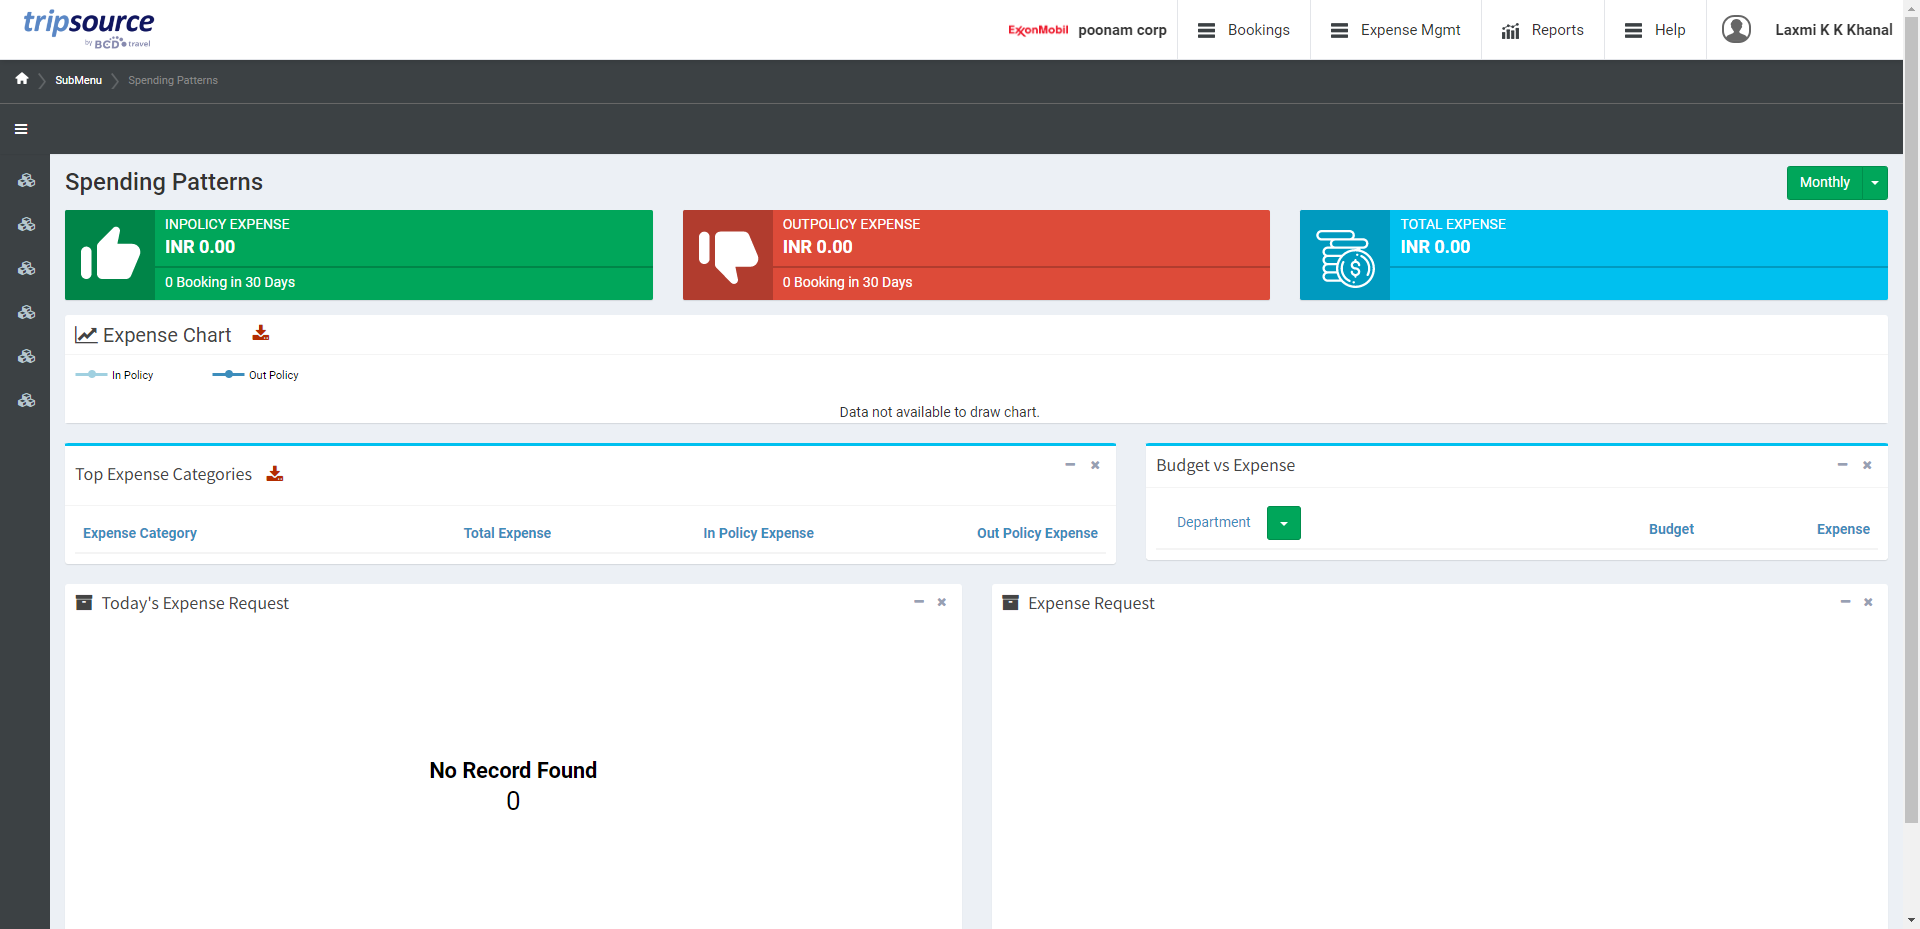 tripsource
by BCD travel
ExxonMobil poonam corp
Bookings
Expense Mgmt
Reports
Help
Laxmi K K Khanal
SubMenu
Spending Patterns
Spending Patterns
Monthly
INPOLICY EXPENSE
INR 0.00
0 Booking in 30 Days
OUTPOLICY EXPENSE
INR 0.00
0 Booking in 30 Days
TOTAL EXPENSE
INR 0.00
Expense Chart
In Policy
Out Policy
Data not available to draw chart.
Top Expense Categories
Expense Category
Total Expense
In Policy Expense
Out Policy Expense
Budget vs Expense
Department
Budget
Expense
Today's Expense Request
No Record Found
0
Expense Request